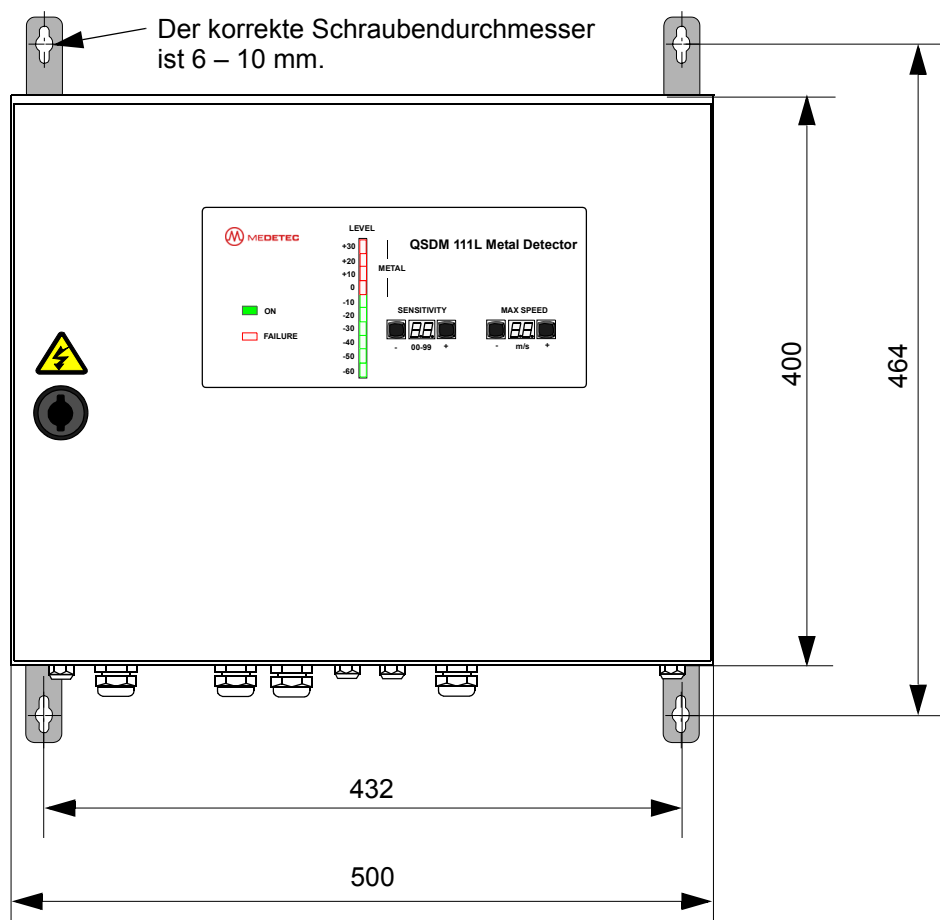 Der korrekte Schraubendurchmesser
ist 6 – 10 mm.
MEDETEC
LEVEL
QSDM 111L Metal Detector
+30
+20
METAL
+10
0
-10
-20
-30
-40
-50
-60
ON
FAILURE
SENSITIVITY
- 00-99 +
MAX SPEED
- m/s +
400
464
432
500